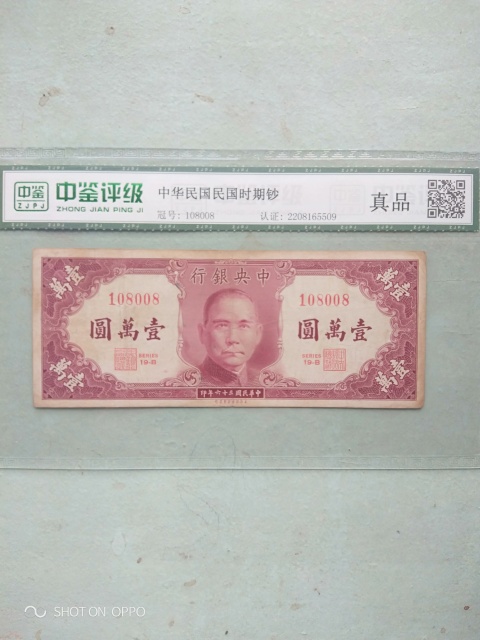 中鉴
ZJPJ
中鉴评级
ZHONG JIAN PING JI
中华民国民国时期钞
冠号: 108008
认证: 2208165509
真品
行銀央中
壹萬
壹萬
108008
108008
圓萬壹
圓萬壹
SERIES
19-B
SERIES
19-B
壹萬
壹萬
印年六十三國民華中
SHOT ON OPPO